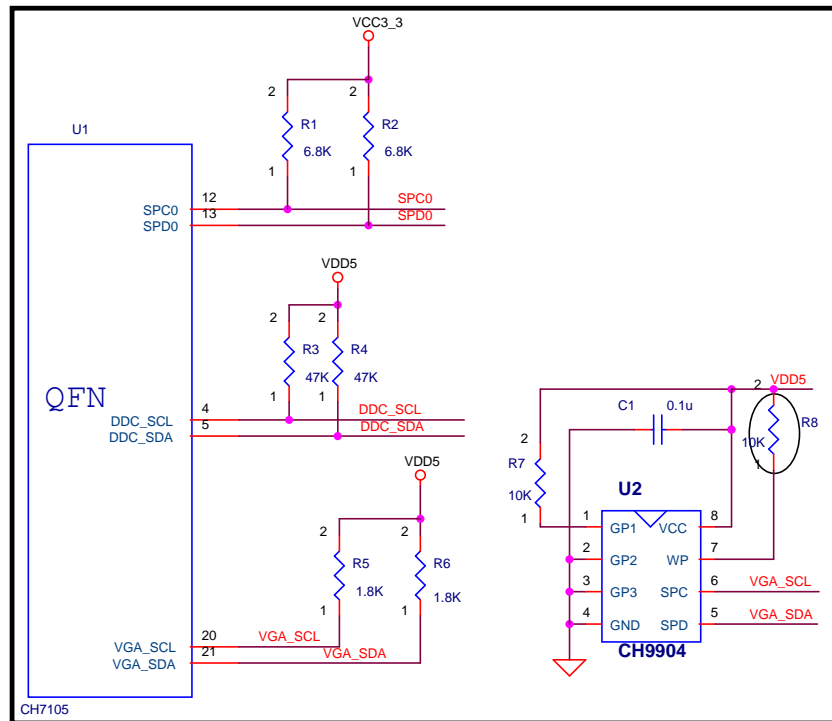 VCC3_3
U1
2
2
R1
R2
6.8K
6.8K
1
1
SPC0
12
SPC0
SPD0
13
SPD0
VDD5
2
2
R3
R4
47K
47K
1
1
QFN
DDC_SCL
4
DDC_SCL
DDC_SDA
5
DDC_SDA
VDD5
2
2
R5
R6
1.8K
1.8K
1
1
VGA_SCL
20
VGA_SCL
VGA_SDA
21
VGA_SDA
CH7105
2
VDD5
C1
0.1u
R8
10K
1
2
R7
10K
1
U2
1
GP1
VCC
8
2
GP2
WP
7
3
GP3
SPC
6
VGA_SCL
4
GND
SPD
5
VGA_SDA
CH9904